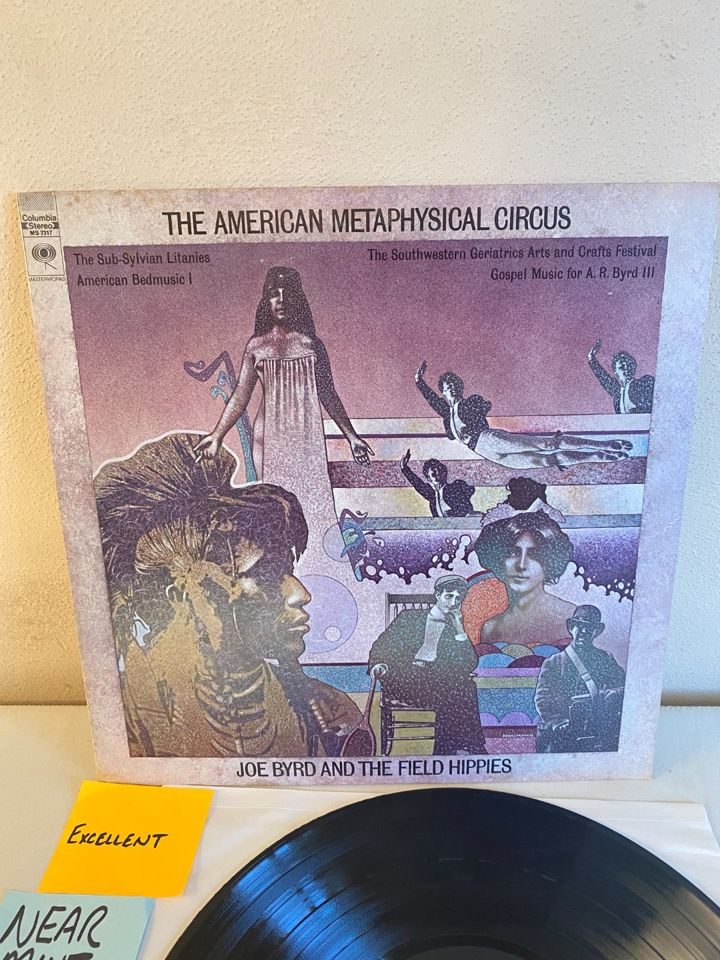 Columbia
Stereo
MS 7317
MASTERWORKS
THE AMERICAN METAPHYSICAL CIRCUS
The Sub-Sylvian Litanies
American Bedmusic I
The Southwestern Geriatrics Arts and Crafts Festival
Gospel Music for A. R. Byrd III
JOE BYRD AND THE FIELD HIPPIES
EXCELLENT
NEAR
MINT